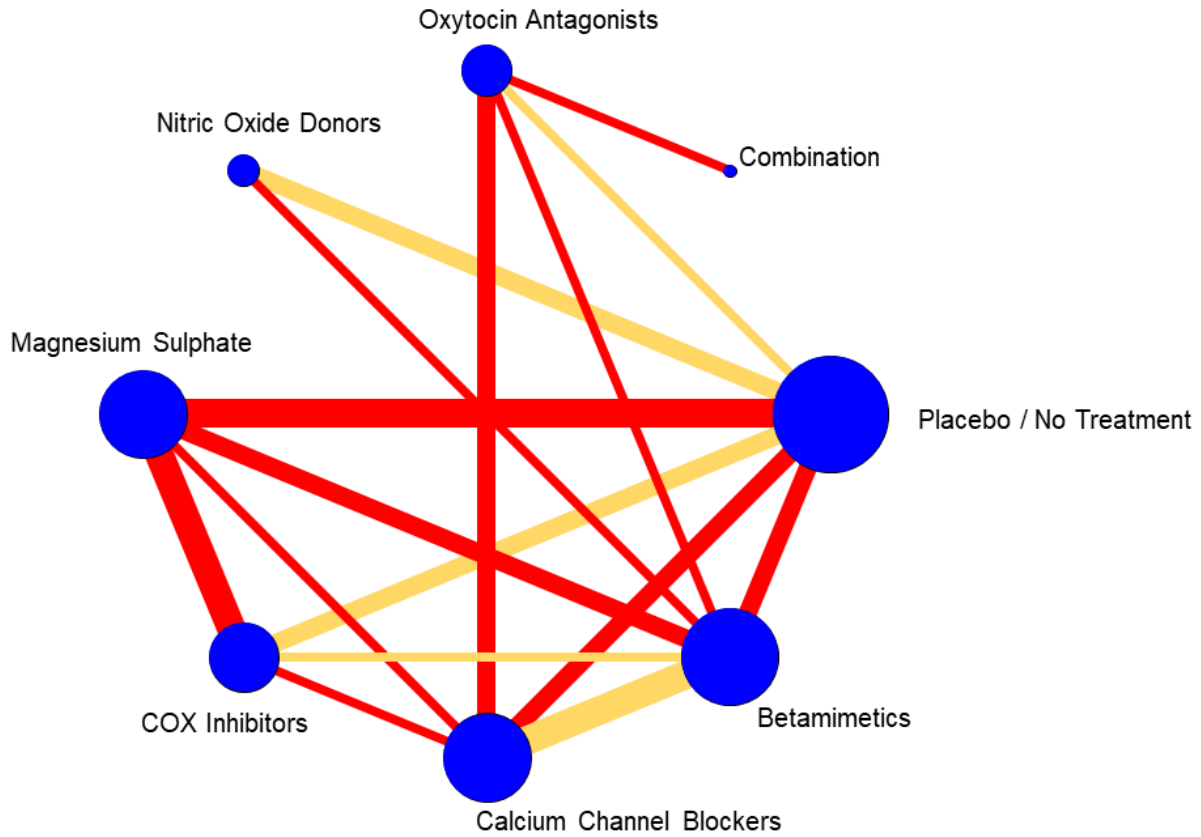 Oxytocin Antagonists
Nitric Oxide Donors
Combination
Magnesium Sulphate
Placebo / No Treatment
COX Inhibitors
Betamimetics
Calcium Channel Blockers